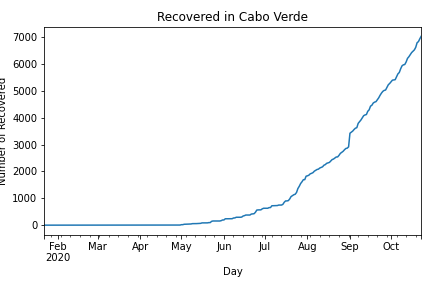 Recovered in Cabo Verde
Number of Recovered
7000
6000
5000
4000
3000
2000
1000
0
Feb Mar Apr May Jun Jul Aug Sep Oct
2020
Day